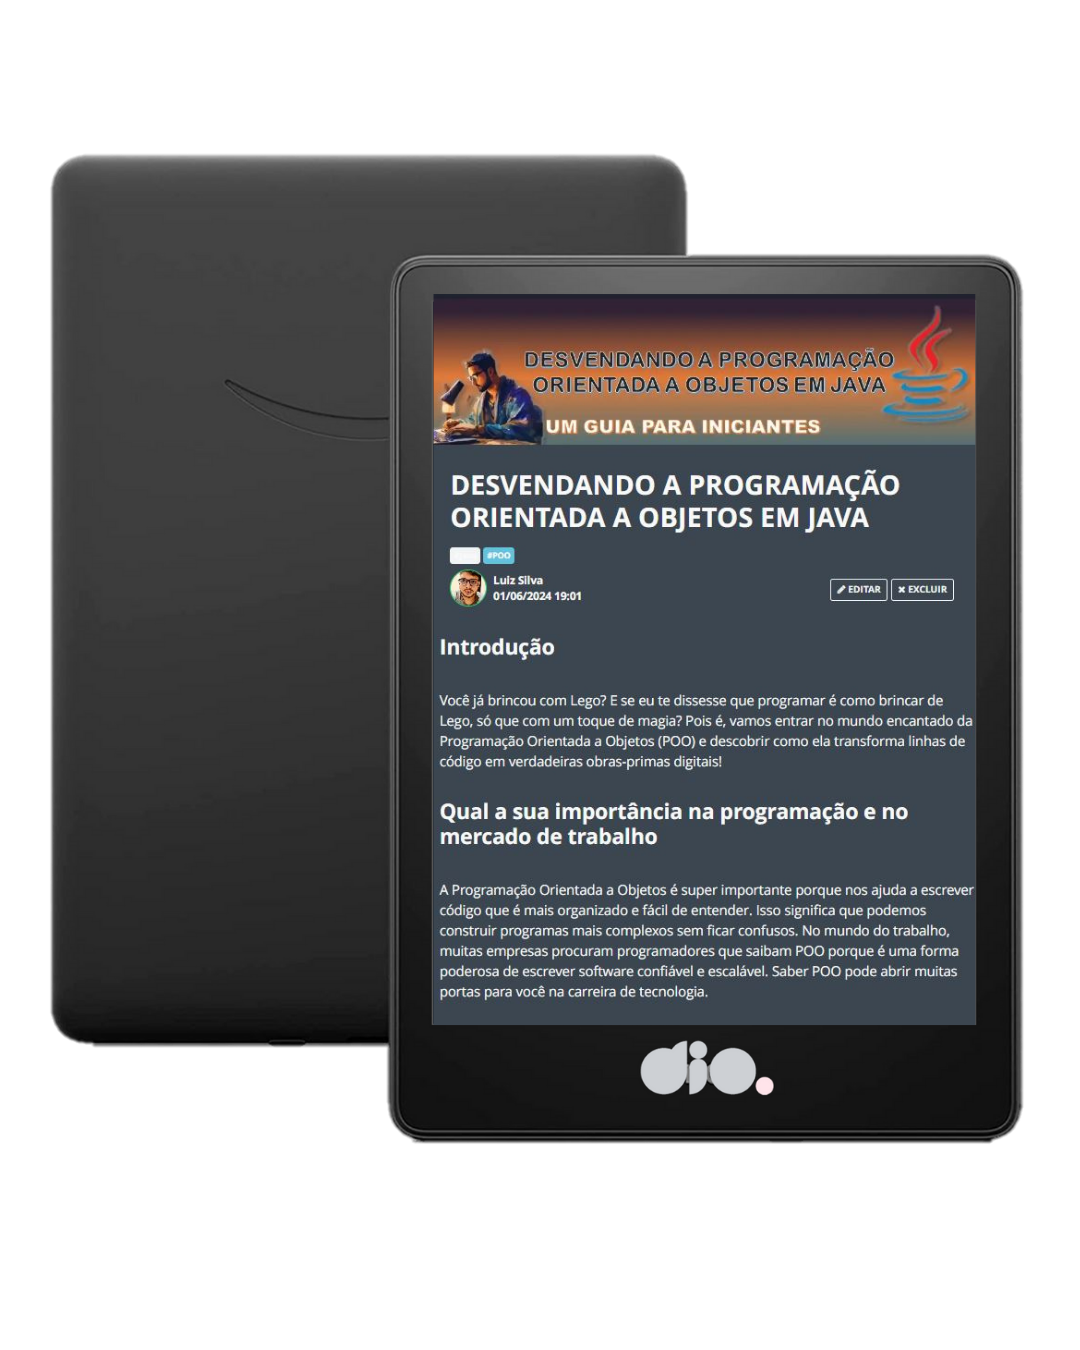 DESVENDANDO A PROGRAMAÇÃO
ORIENTADA A OBJETOS EM JAVA
UM GUIA PARA INICIANTES
DESVENDANDO A PROGRAMAÇÃO
ORIENTADA A OBJETOS EM JAVA
#POO
Luiz Silva
01/06/2024 19:01
EDITAR
EXCLUIR
Introdução
Você já brincou com Lego? E se eu te dissesse que programar é como brincar de
Lego, só que com um toque de magia? Pois é, vamos entrar no mundo encantado da
Programação Orientada a Objetos (POO) e descobrir como ela transforma linhas de
código em verdadeiras obras-primas digitais!
Qual a sua importância na programação e no
mercado de trabalho
A Programação Orientada a Objetos é super importante porque nos ajuda a escrever
código que é mais organizado e fácil de entender. Isso significa que podemos
construir programas mais complexos sem ficar confusos. No mundo do trabalho,
muitas empresas procuram programadores que saibam POO porque é uma forma
poderosa de escrever software confiável e escalável. Saber POO pode abrir muitas
portas para você na carreira de tecnologia.
dio.